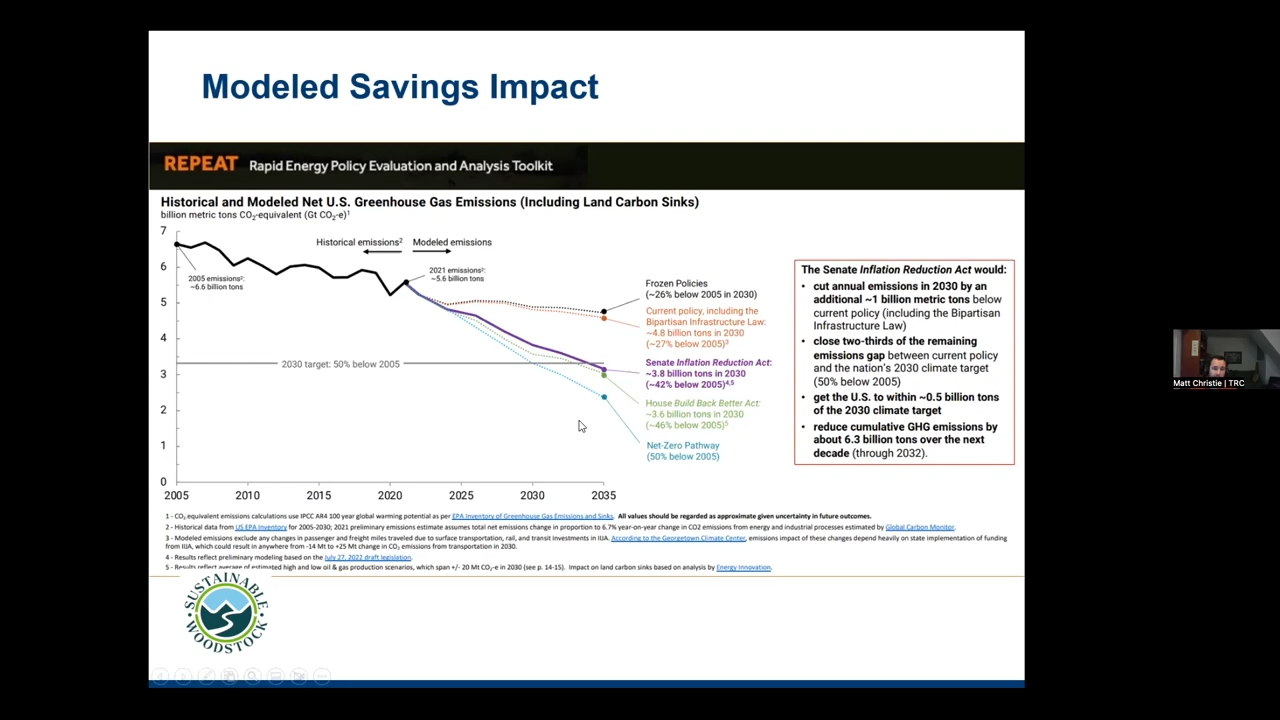 Modeled Savings Impact
REPEAT Rapid Energy Policy Evaluation and Analysis Toolkit
Historical and Modeled Net U.S. Greenhouse Gas Emissions (Including Land Carbon Sinks)
billion metric tons CO2-equivalent (Gt CO2-e)1
7
6
5
4
3
2
1
0
2005
2010
2015
2020
2025
2030
2035
Historical emissions2
Modeled emissions
2005 emissions2:
~6.6 billion tons
2021 emissions2:
~5.6 billion tons
2030 target: 50% below 2005
Frozen Policies
(~26% below 2005 in 2030)
Current policy, including the
Bipartisan Infrastructure Law:
~4.8 billion tons in 2030
(~27% below 2005)3
Senate Inflation Reduction Act:
~3.8 billion tons in 2030
(~42% below 2005)4,5
House Build Back Better Act:
~3.6 billion tons in 2030
(~46% below 2005)5
Net-Zero Pathway
(50% below 2005)
The Senate Inflation Reduction Act would:
• cut annual emissions in 2030 by an
additional ~1 billion metric tons below
current policy (including the Bipartisan
Infrastructure Law)
• close two-thirds of the remaining
emissions gap between current policy
and the nation's 2030 climate target
(50% below 2005)
• get the U.S. to within ~0.5 billion tons
of the 2030 climate target
• reduce cumulative GHG emissions by
about 6.3 billion tons over the next
decade (through 2032).
1 - CO2 equivalent emissions calculations use IPCC AR4 100 year global warming potential as per EPA Inventory of Greenhouse Gas Emissions and Sinks. All values should be regarded as approximate given uncertainty in future outcomes.
2 - Historical data from US EPA Inventory for 2005-2030; 2021 preliminary emissions estimate assumes total net emissions change in proportion to 6.7% year-on-year change in CO2 emissions from energy and industrial processes estimated by Global Carbon Monitor.
3 - Modeled emissions exclude any changes in passenger and freight miles traveled due to surface transportation, rail, and transit investments in IIJA. According to the Georgetown Climate Center, emissions impact of these changes depend heavily on state implementation of funding
from IIJA, which could result in anywhere from -14 Mt to +25 Mt change in CO2 emissions from transportation in 2030.
4 - Results reflect preliminary modeling based on the July 27, 2022 draft legislation.
5 - Results reflect average of estimated high and low oil & gas production scenarios, which span +/- 20 Mt CO2-e in 2030 (see p. 14-15). Impact on land carbon sinks based on analysis by Energy Innovation.
SUSTAINABLE
WOODSTOCK
Matt Christie | TRC